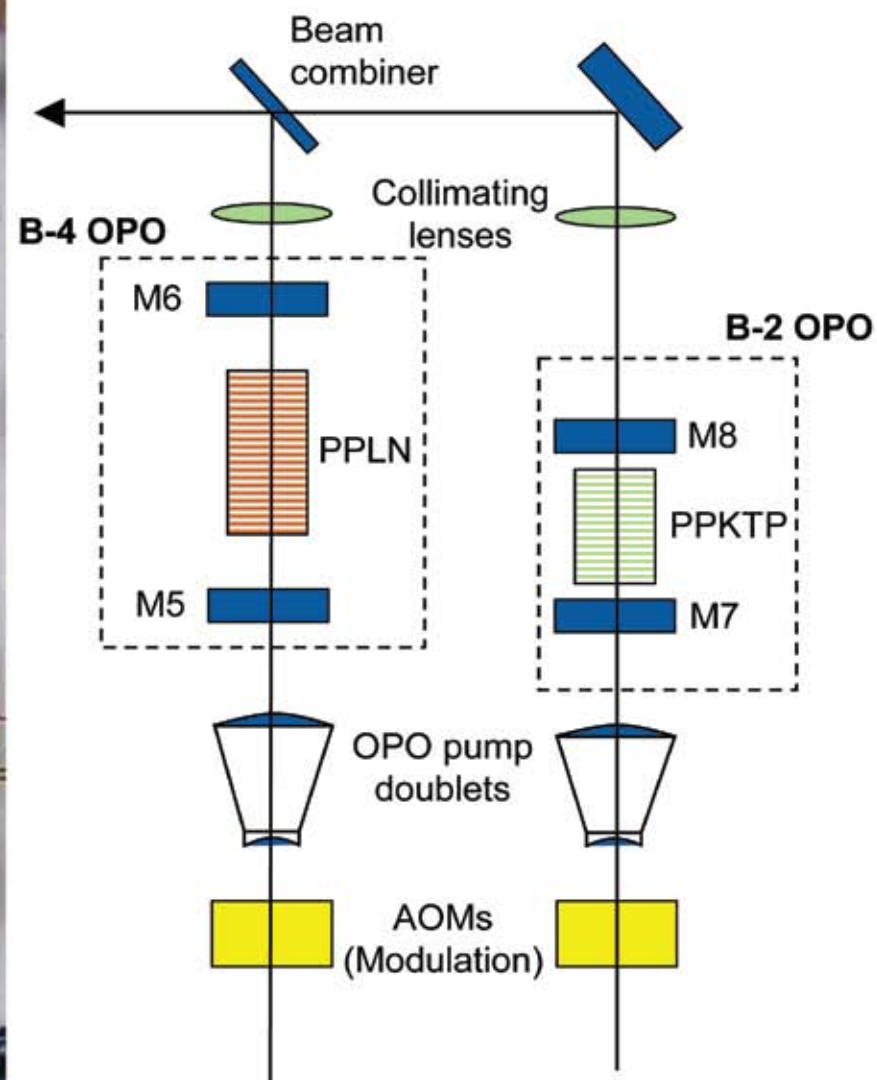 Beam
combiner
Collimating
lenses
B-4 OPO
M6
B-2 OPO
M8
PPLN
PPKTP
M5
M7
OPO pump
doublets
AOMs
(Modulation)